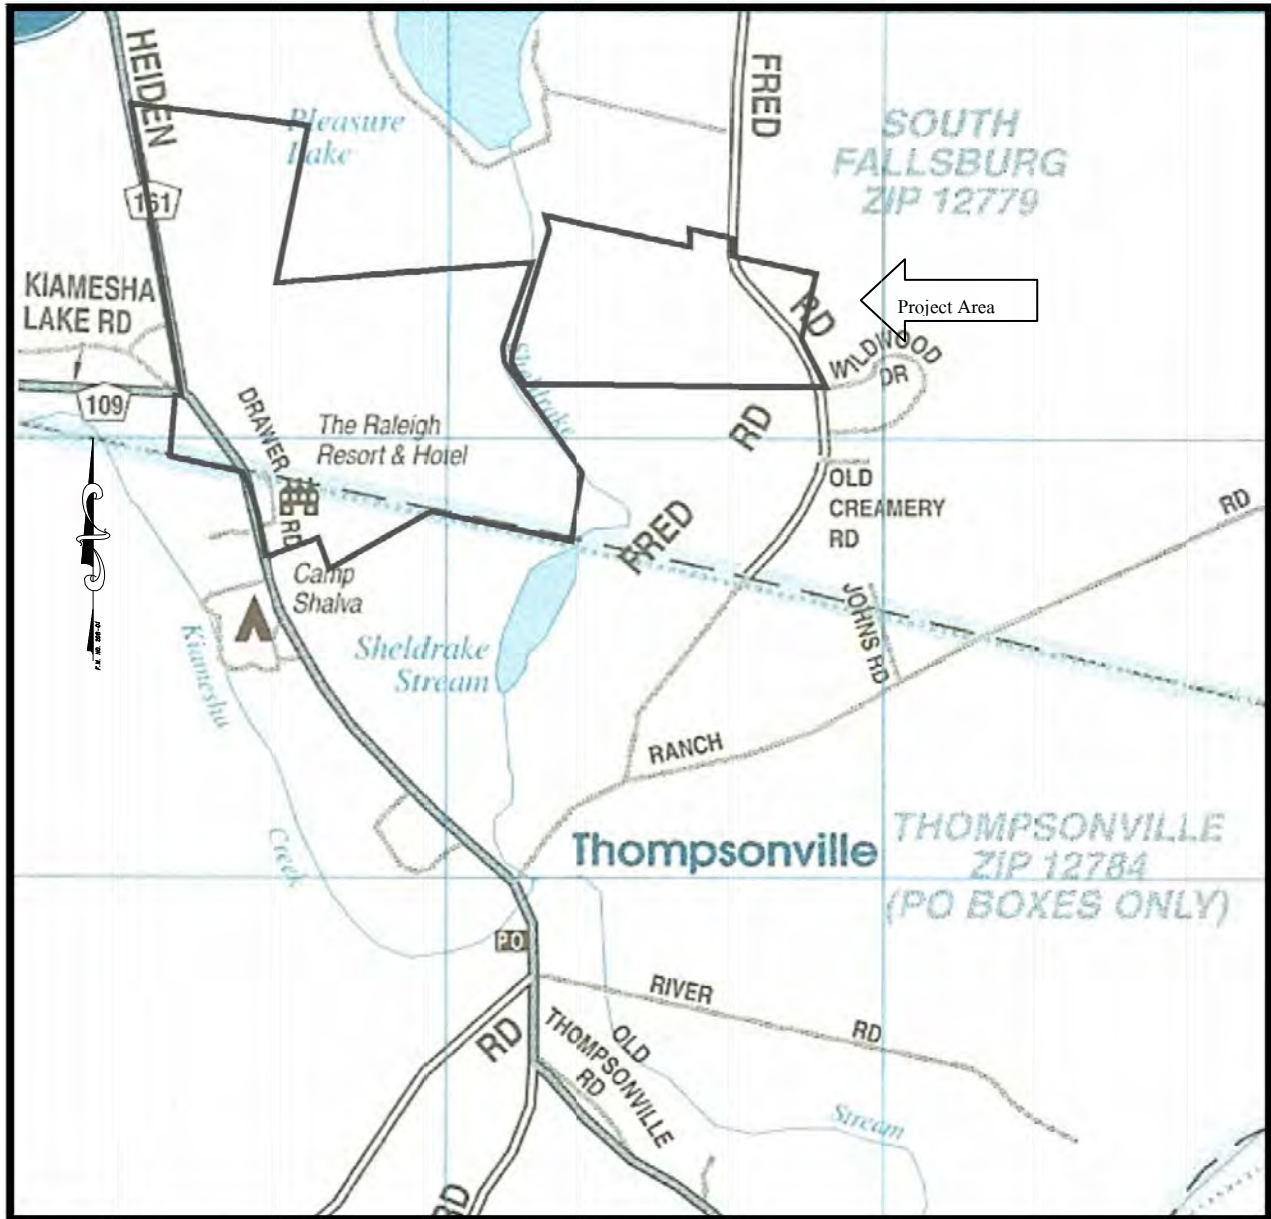 HEIDEN
FRED
Pleasure
Lake
SOUTH
FALLSBURG
ZIP 12779
161
KIAMESHA
LAKE RD
RD
Project Area
WILDWOOD
DR
109
DRAWER
RD
The Raleigh
Resort & Hotel
Sheldrake
RD
FRED
OLD
CREAMERY
RD
RD
Camp
Shalva
JOHNS RD
Kiamesha
Creek
Sheldrake
Stream
RANCH
Thompsonville
THOMPSONVILLE
ZIP 12784
(PO BOXES ONLY)
PO
RIVER
RD
RD
OLD
THOMPSONVILLE
RD
Stream
RD